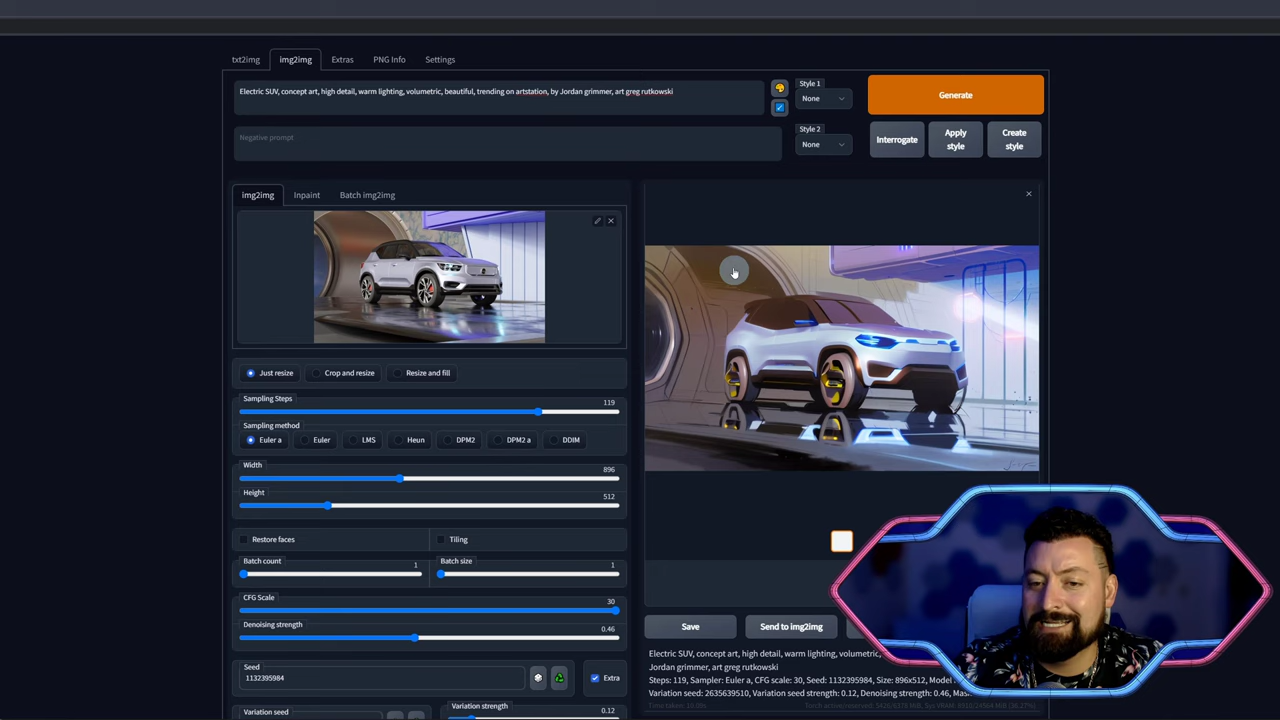 txt2img img2img Extras PNG Info Settings
Electric SUV, concept art, high detail, warm lighting, volumetric, beautiful, trending on artstation, by Jordan grimmer, art greg rutkowski
Style 1
None
Generate
Negative prompt
Style 2
None
Interrogate
Apply
style
Create
style
img2img Inpaint Batch img2img
Just resize Crop and resize Resize and fill
Sampling Steps
119
Sampling method
Euler a Euler LMS Heun DPM2 DPM2 a DDIM
Width
896
Height
512
Restore faces Tiling
Batch count
1
Batch size
1
CFG Scale
30
Denoising strength
0.46
Seed
1132395984
Extra
Variation seed
Variation strength
0.12
Save Send to img2img
Electric SUV, concept art, high detail, warm lighting, volumetric,
Jordan grimmer, art greg rutkowski
Steps: 119, Sampler: Euler a, CFG scale: 30, Seed: 1132395984, Size: 896x512, Model
Variation seed: 2635639510, Variation seed strength: 0.12, Denoising strength: 0.46,